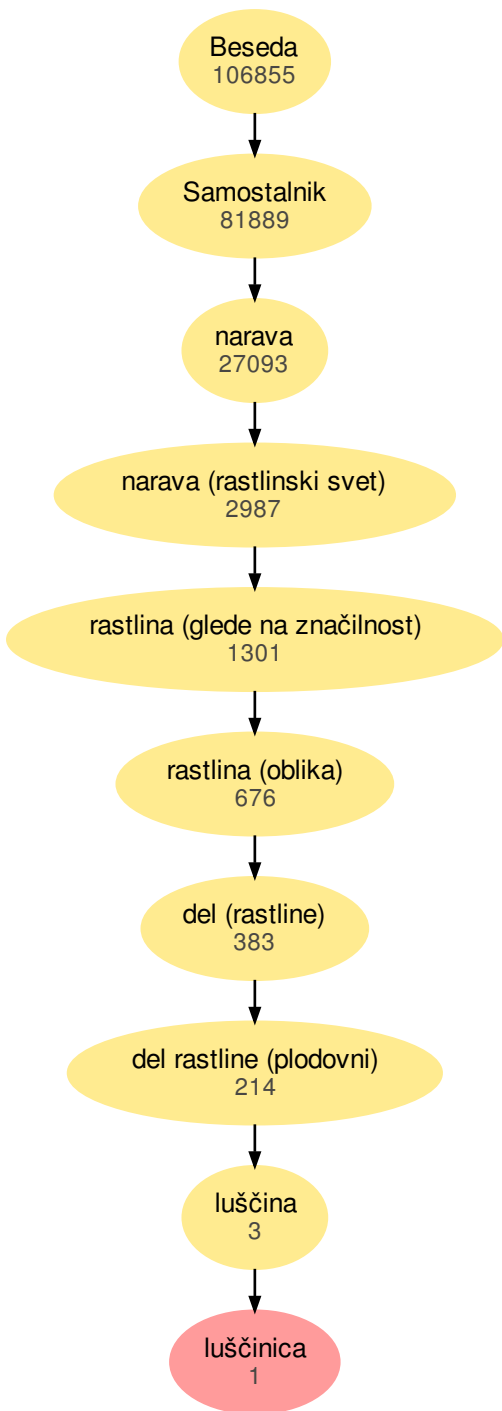 Beseda
106855
Samostalnik
81889
narava
27093
narava (rastlinski svet)
2987
rastlina (glede na značilnost)
1301
rastlina (oblika)
676
del (rastline)
383
del rastline (plodovni)
214
luščina
3
luščinica
1